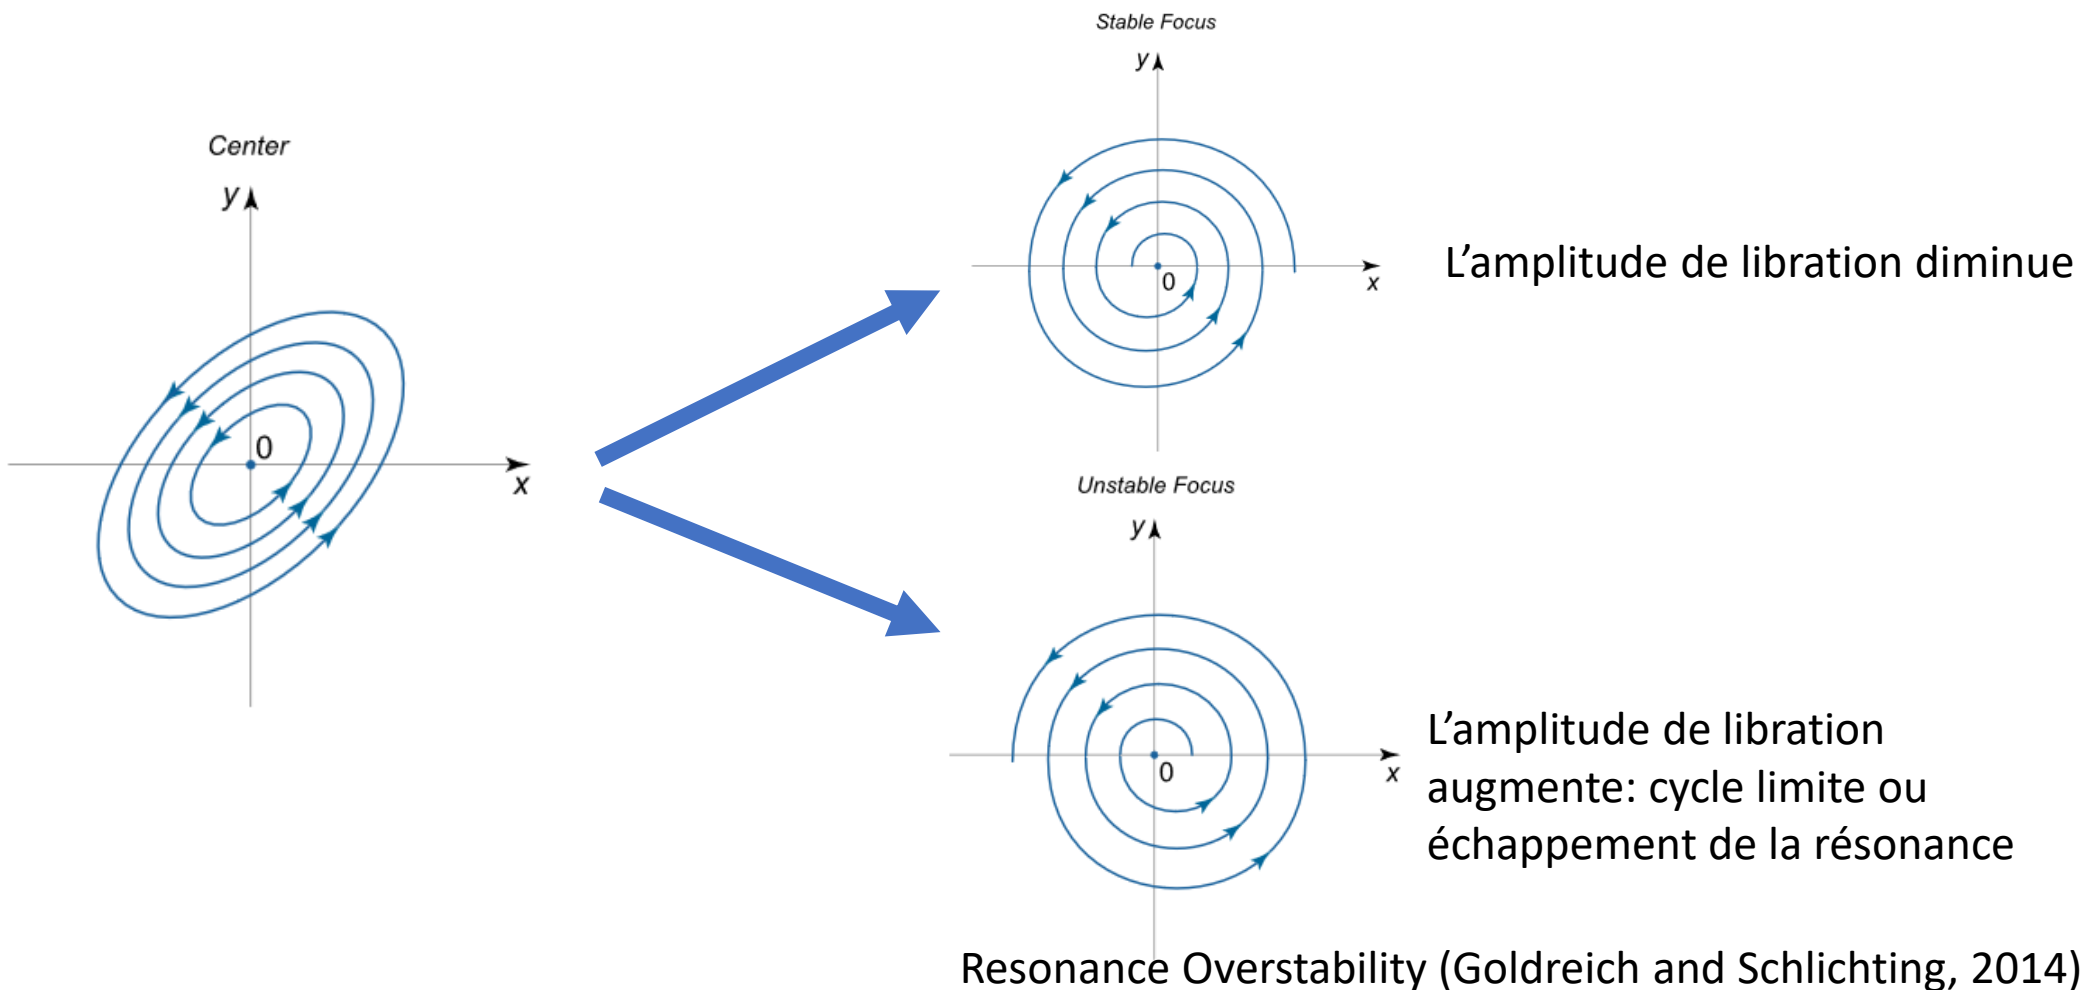 Center
y
0
x
Stable Focus
y
0
x
L’amplitude de libration diminue
Unstable Focus
y
0
x
L’amplitude de libration
augmente: cycle limite ou
échappement de la résonance
Resonance Overstability (Goldreich and Schlichting, 2014)